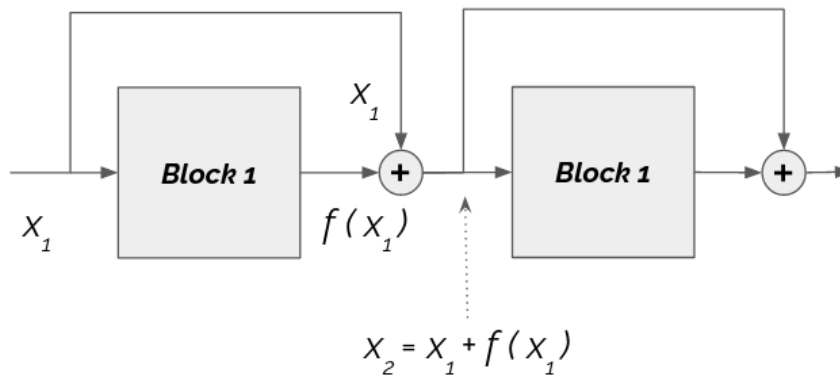 X₁
Block 1
+
Block 1
+
X₁
f(X₁)
X₂ = X₁ + f(X₁)